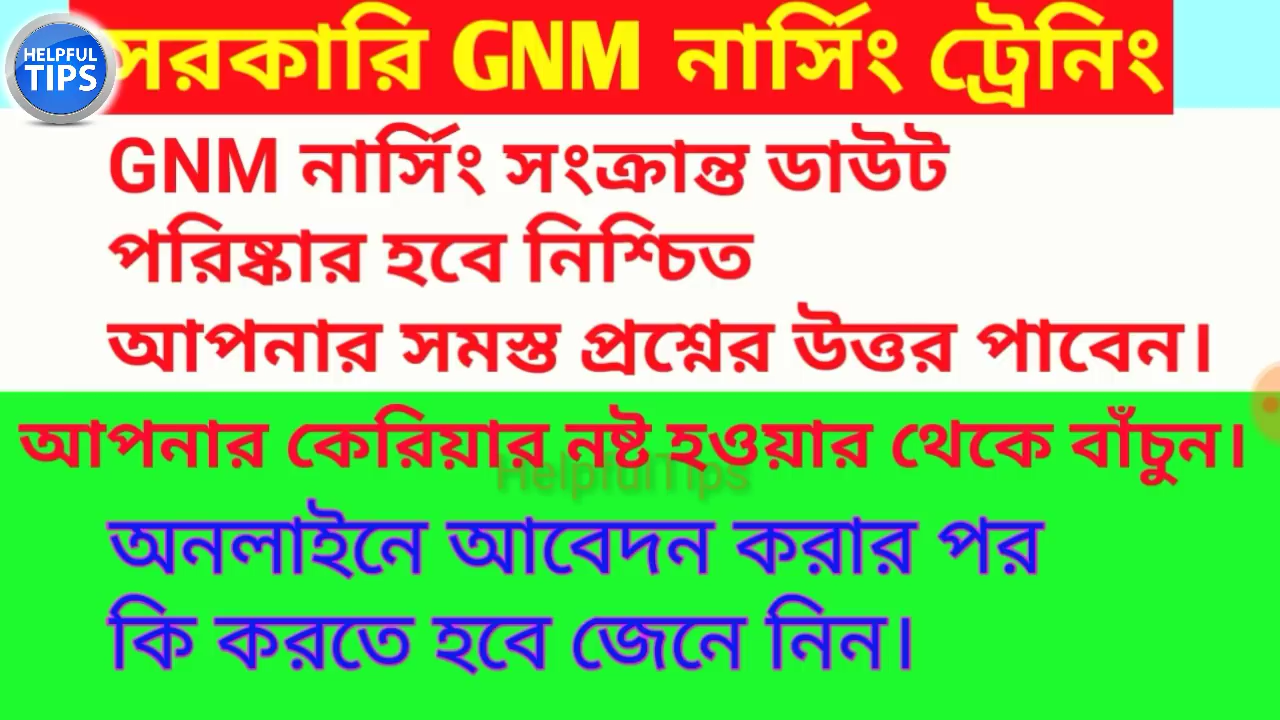 HELPFUL
TIPS
সরকারি GNM নার্সিং ট্রেনিং
GNM নার্সিং সংক্রান্ত ডাউট
পরিষ্কার হবে নিশ্চিত
আপনার সমস্ত প্রশ্নের উত্তর পাবেন।
আপনার কেরিয়ার নষ্ট হওয়ার থেকে বাঁচুন।
HelpfulTips
অনলাইনে আবেদন করার পর
কি করতে হবে জেনে নিন।